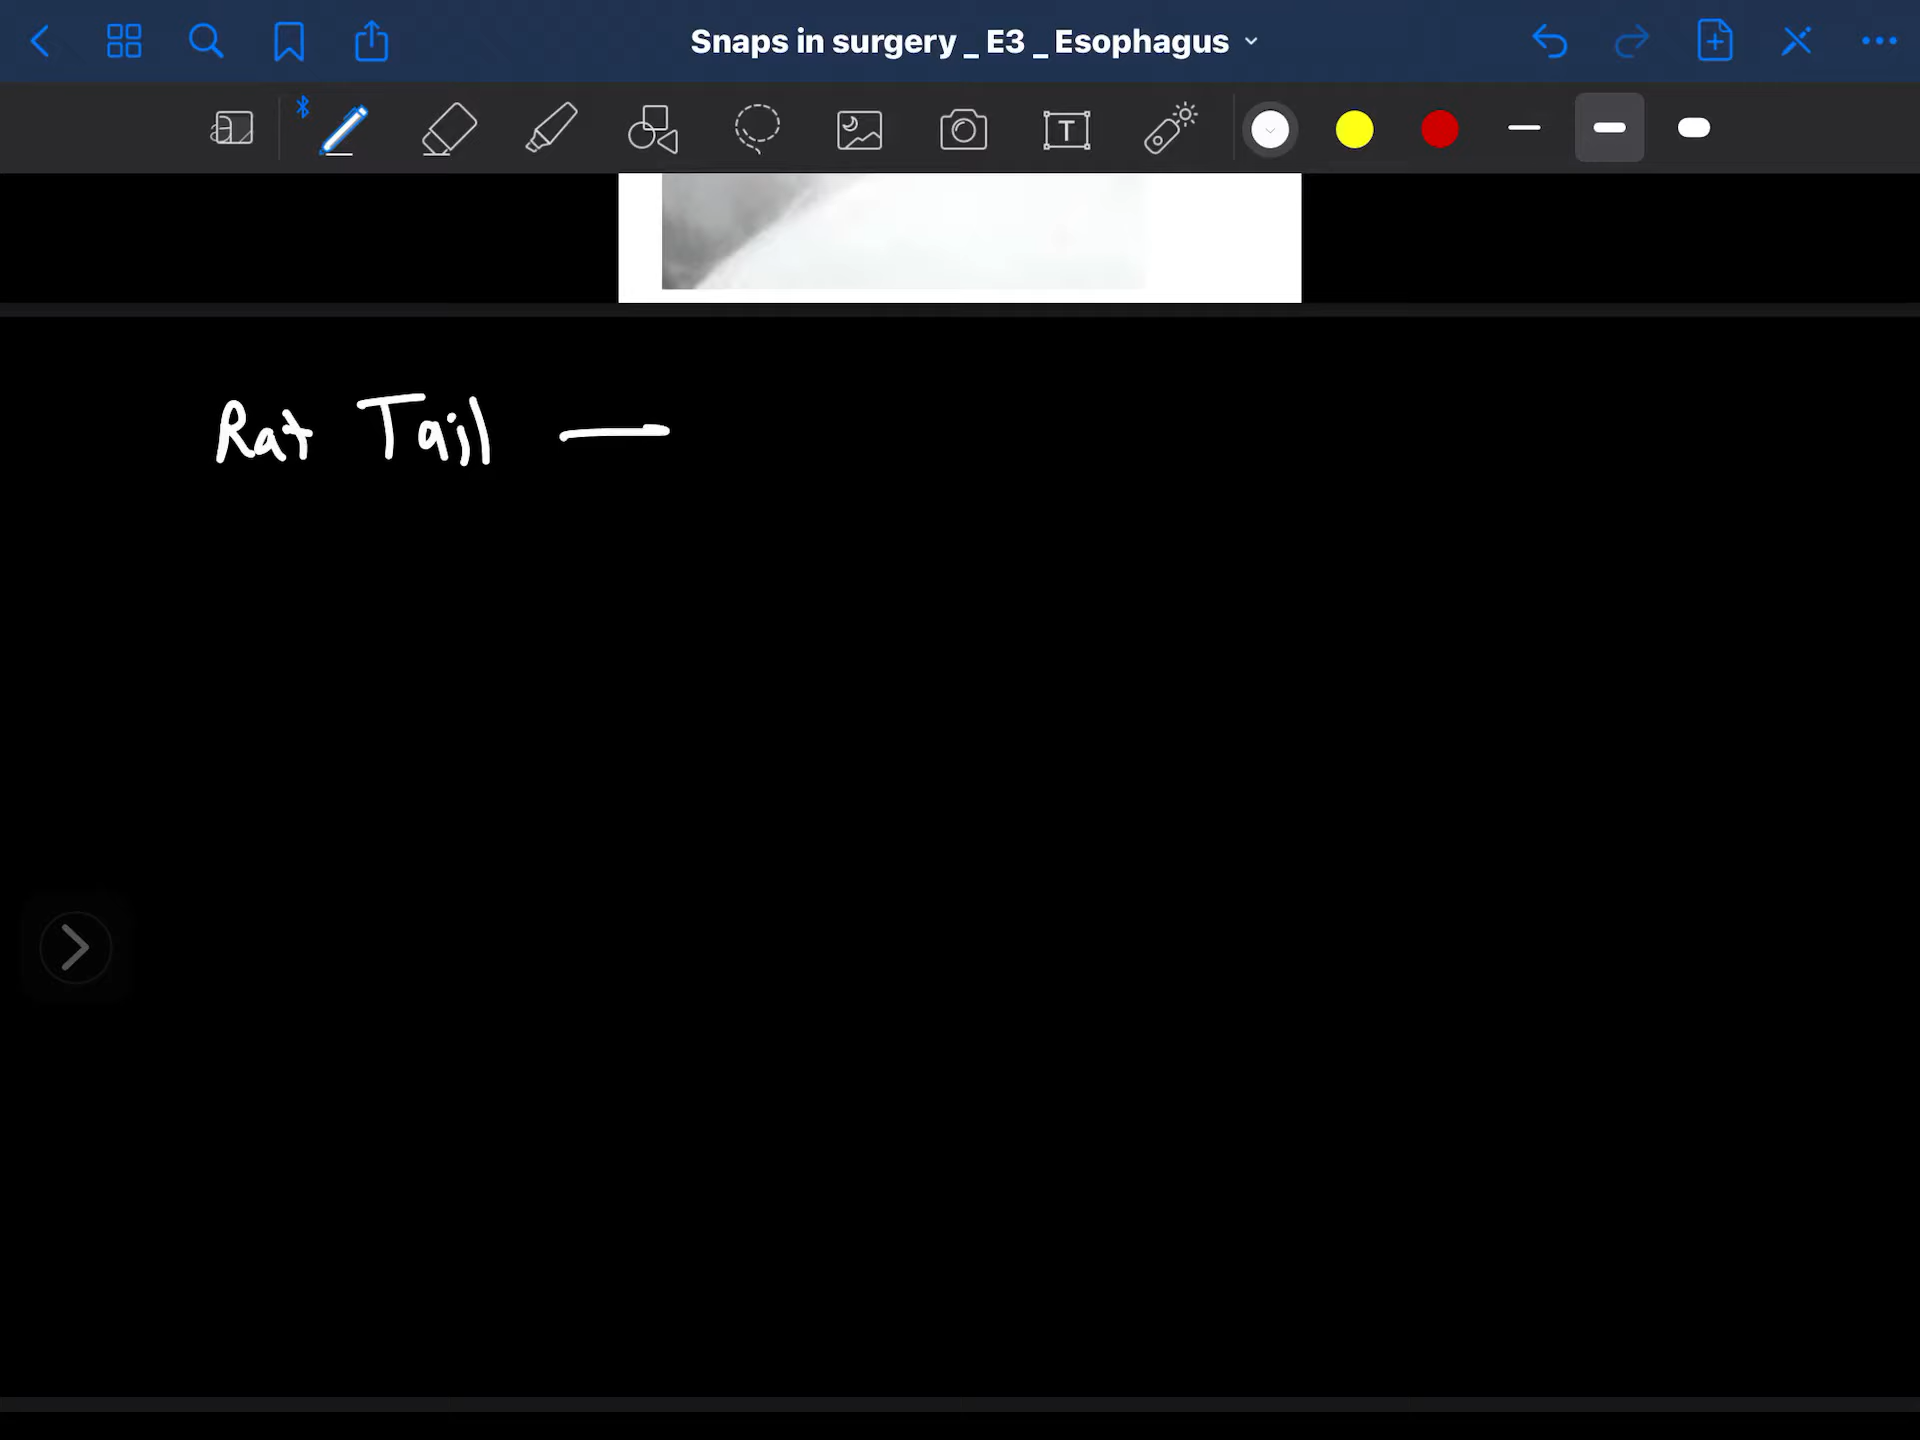 Snaps in surgery _ E3 _ Esophagus
Rat Tail —